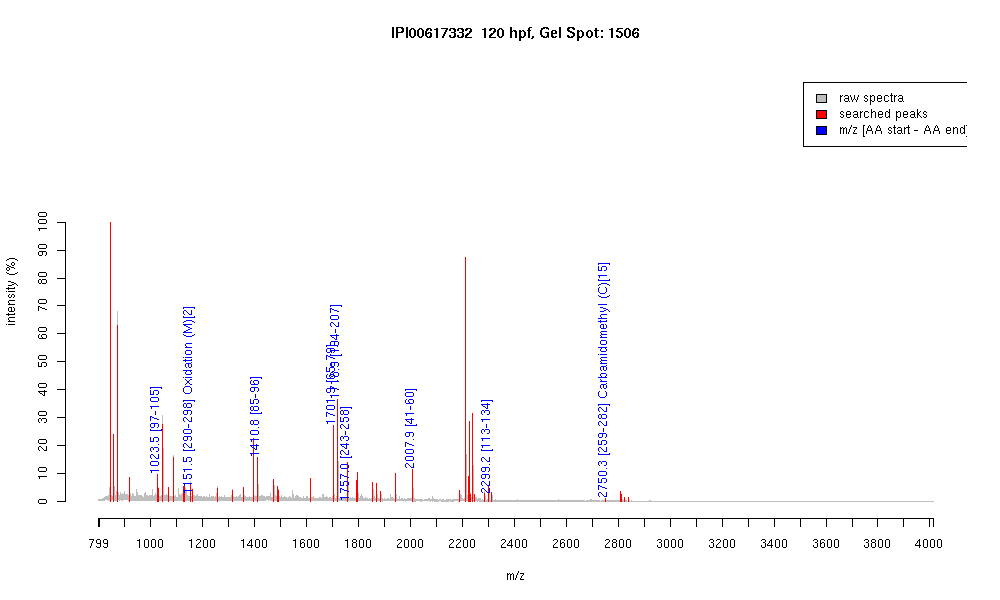 IPI00617332 120 hpf, Gel Spot: 1506
raw spectra
searched peaks
m/z [AA start - AA end]
intensity (%)
100
90
80
70
60
50
40
30
20
10
0
1023.5 [97-105]
1151.5 [290-298] Oxidation (M)[2]
1410.8 [85-96]
1701.9 [65-79]
1716.9 [194-207]
1757.0 [243-258]
2007.9 [41-60]
2299.2 [113-134]
2750.3 [259-282] Carbamidomethyl (C)[15]
799 1000 1200 1400 1600 1800 2000 2200 2400 2600 2800 3000 3200 3400 3600 3800 4000
m/z